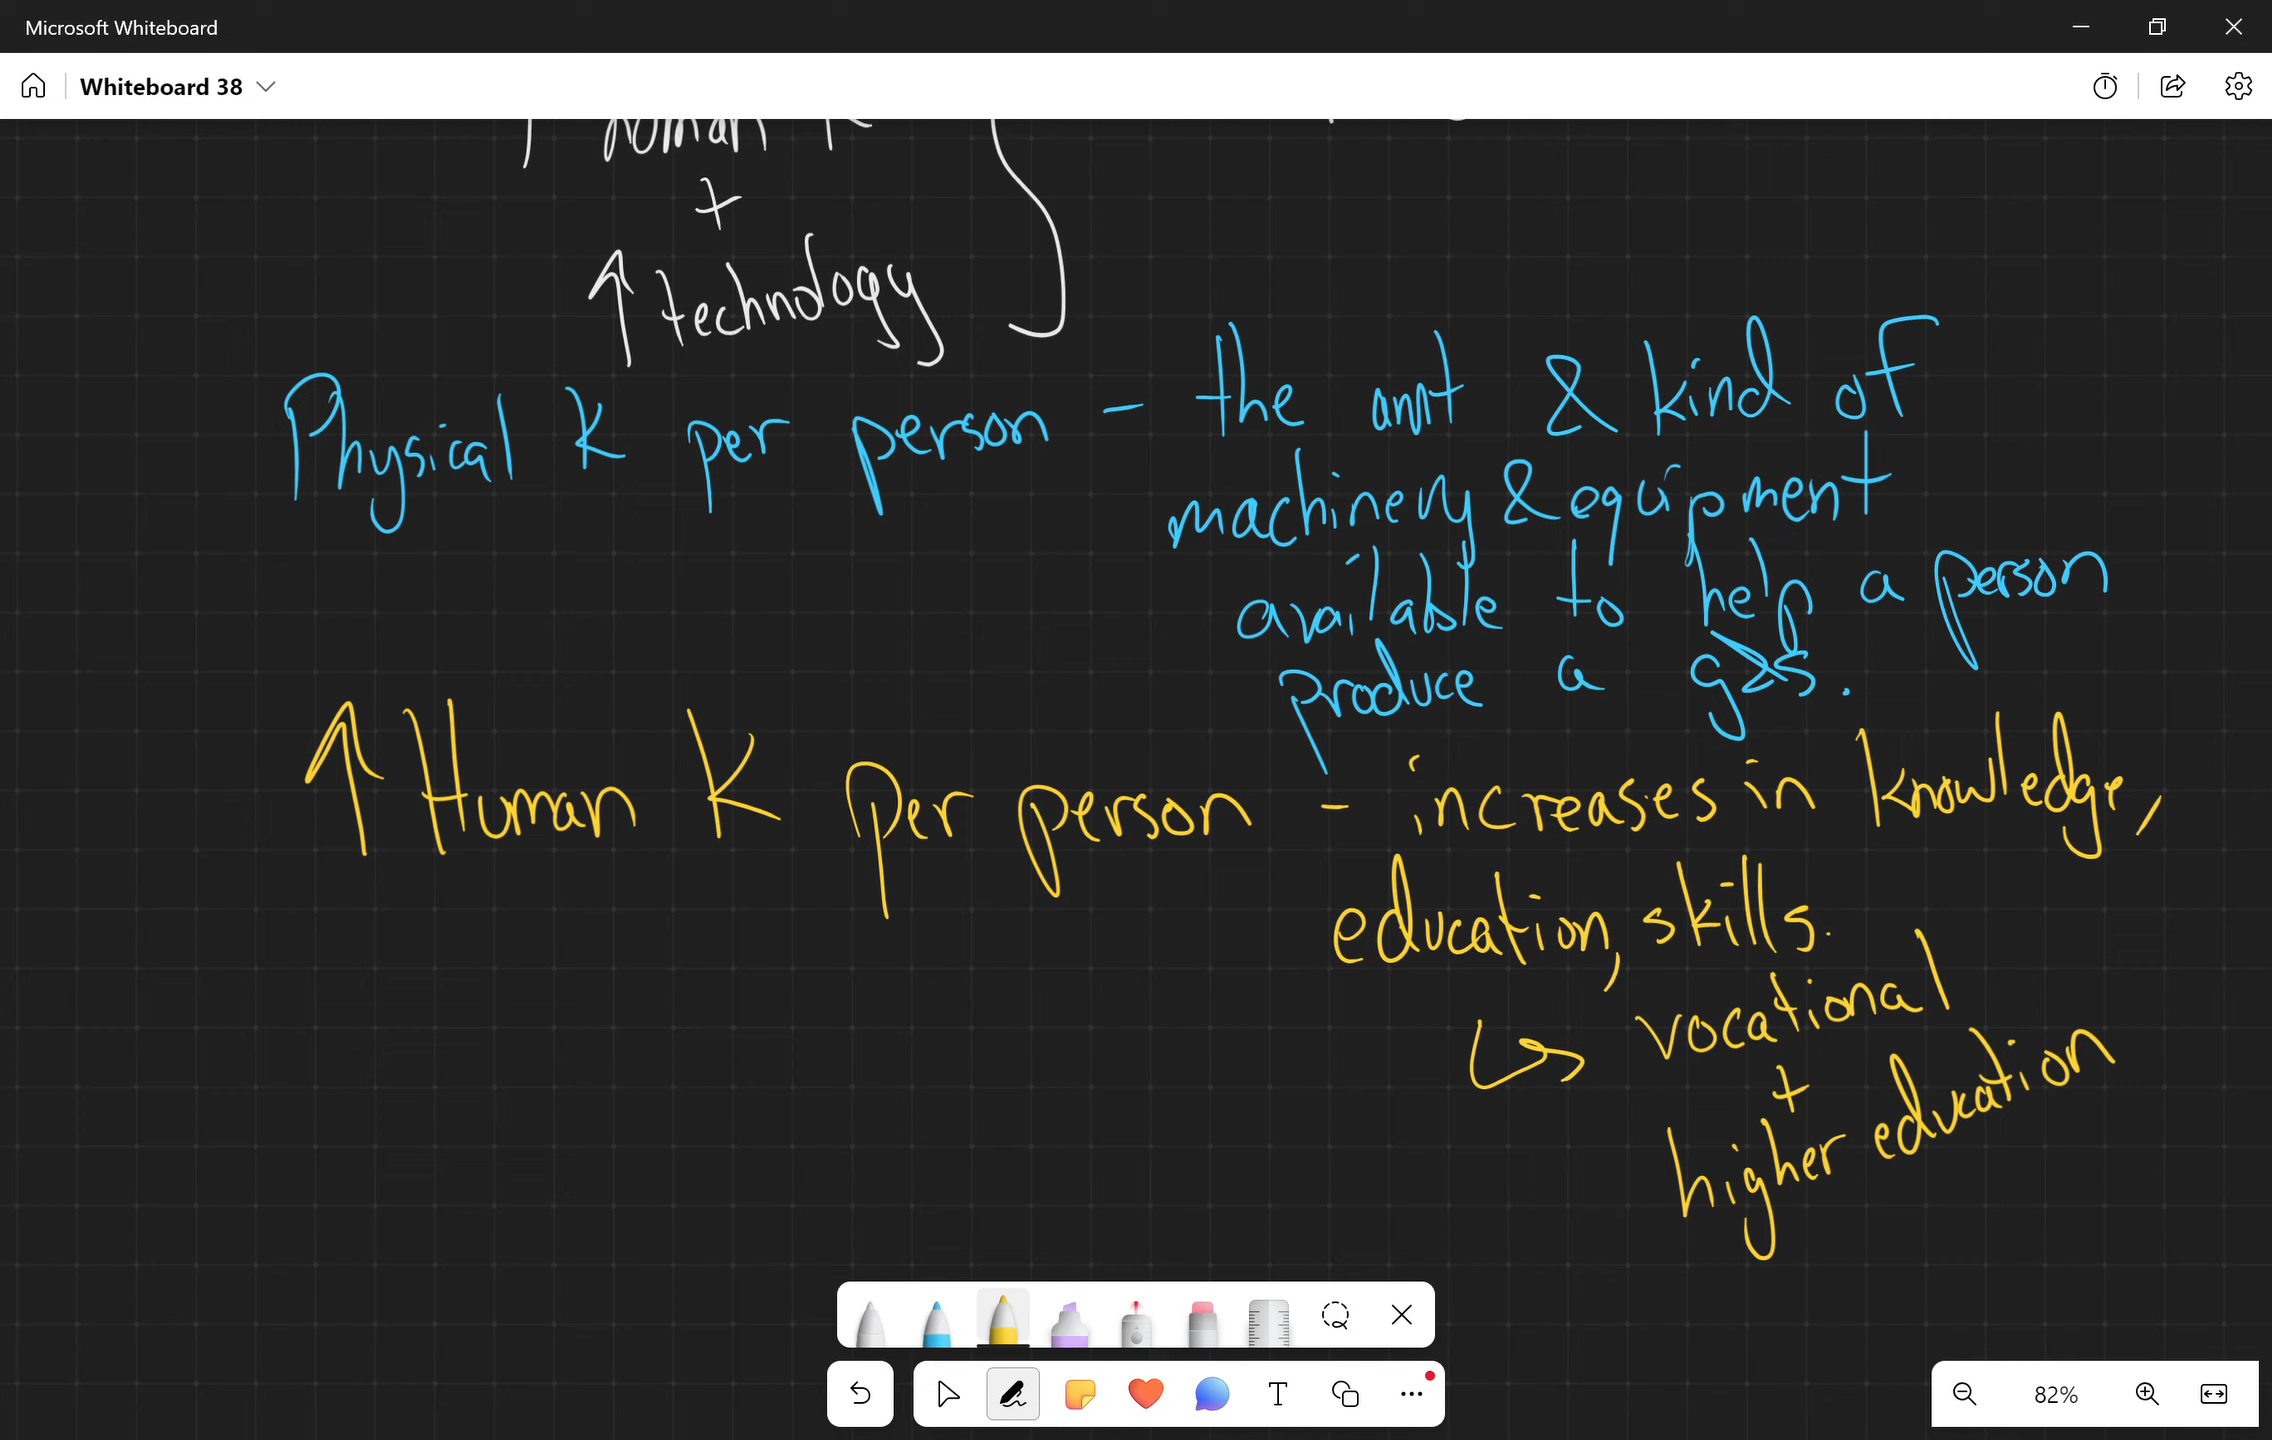 Microsoft Whiteboard
Whiteboard 38
human K
+
↑ technology
Physical K per person - the amt & kind of
machinery & equipment
available to help a person
produce a g&s.
↑ Human K per person - increases in knowledge,
education, skills.
↳ vocational
+
higher education
82%